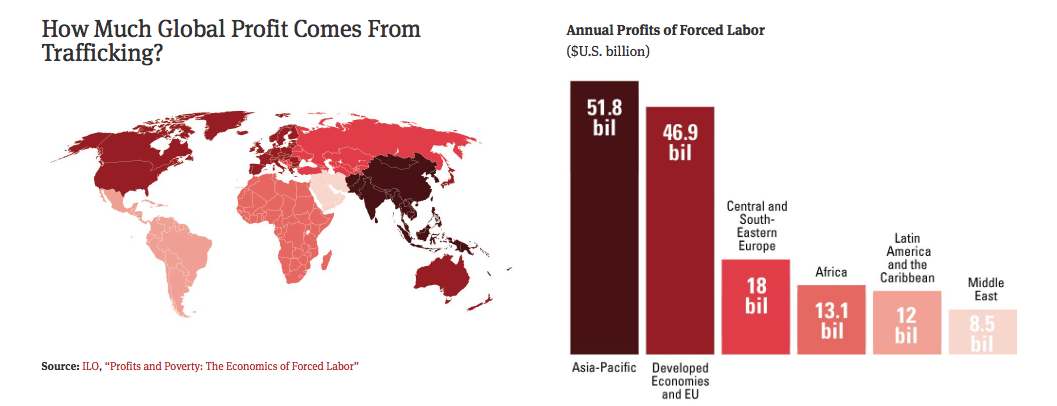 How Much Global Profit Comes From
Trafficking?
Source: ILO, “Profits and Poverty: The Economics of Forced Labor”
Annual Profits of Forced Labor
($U.S. billion)
51.8
bil
Asia-Pacific
46.9
bil
Developed
Economies
and EU
Central and
South-
Eastern
Europe
18
bil
Africa
13.1
bil
Latin
America
and the
Caribbean
12
bil
Middle
East
8.5
bil